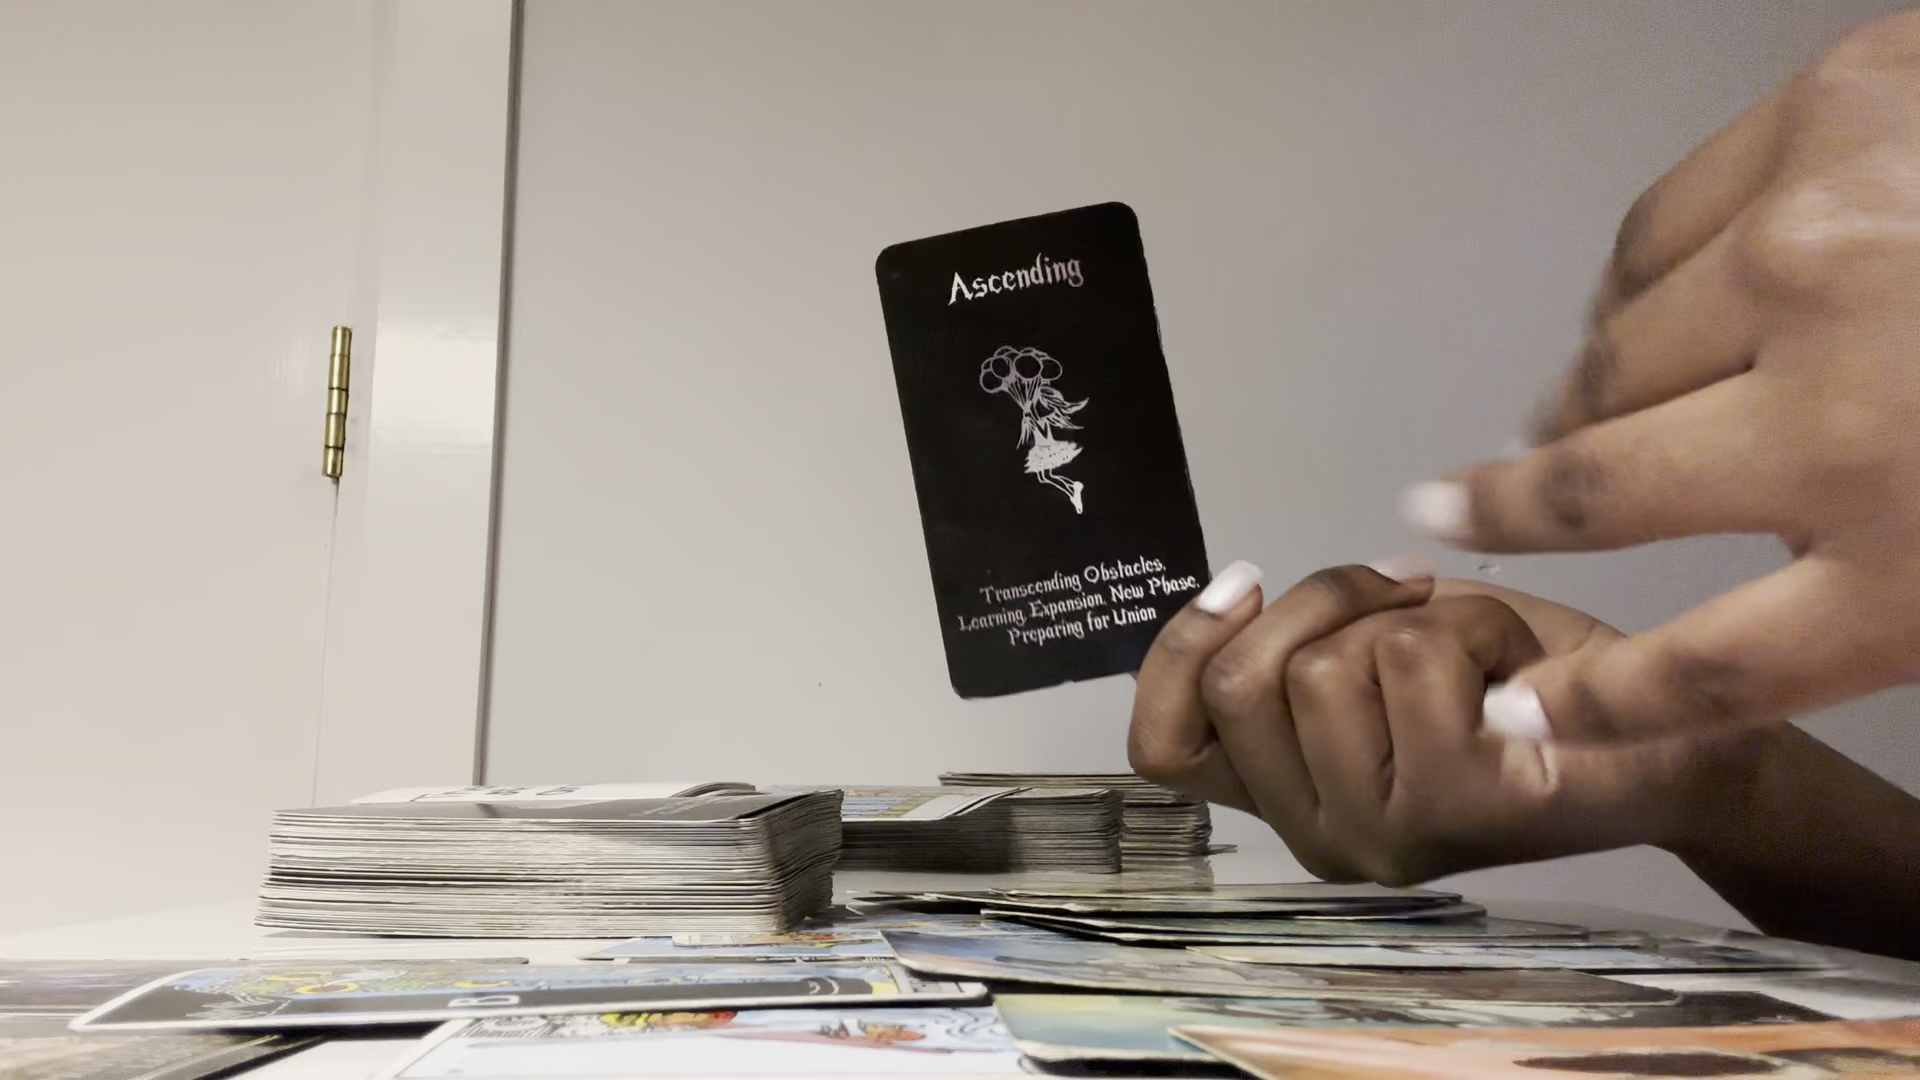 Ascending
Transcending Obstacles,
Learning, Expansion, New Phase,
Preparing for Union